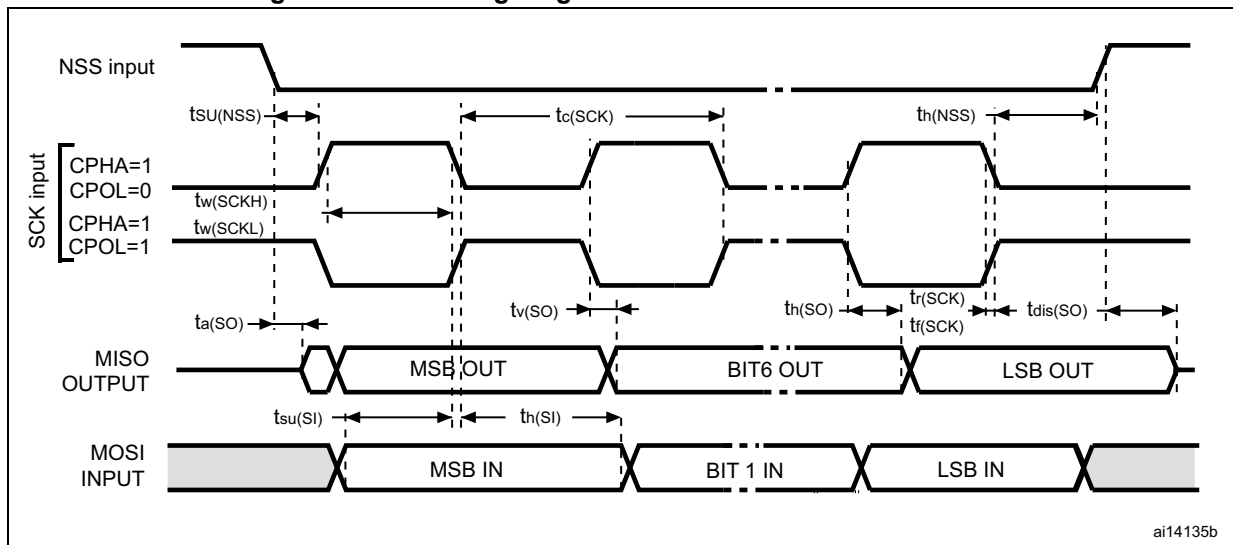 NSS input
tSU(NSS)
tc(SCK)
th(NSS)
SCK input
CPHA=1
CPOL=0
tw(SCKH)
CPHA=1
tw(SCKL)
CPOL=1
ta(SO)
tv(SO)
th(SO)
tr(SCK)
tf(SCK)
tdis(SO)
MISO
OUTPUT
MSB OUT
BIT6 OUT
LSB OUT
tsu(SI)
th(SI)
MOSI
INPUT
MSB IN
BIT 1 IN
LSB IN
ai14135b